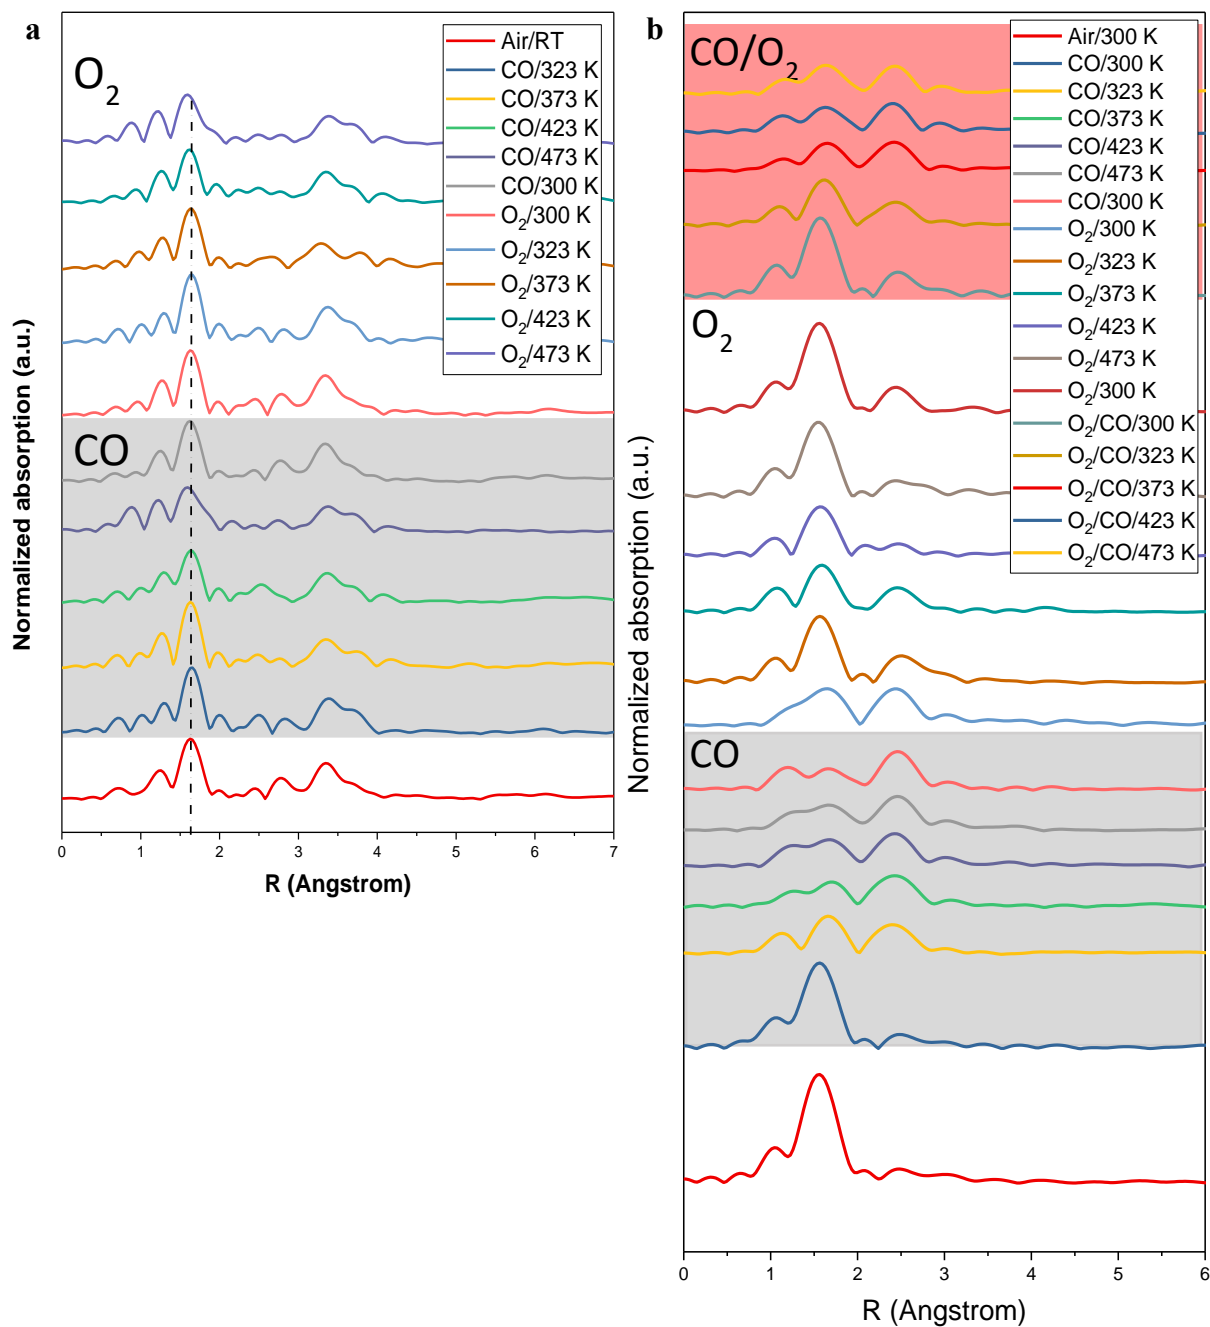 a
O2
Air/RT
CO/323 K
CO/373 K
CO/423 K
CO/473 K
CO/300 K
O2/300 K
O2/323 K
O2/373 K
O2/423 K
O2/473 K
CO
Normalized absorption (a.u.)
0 1 2 3 4 5 6 7
R (Angstrom)
b
CO/O2
Air/300 K
CO/300 K
CO/323 K
CO/373 K
CO/423 K
CO/473 K
CO/300 K
O2/300 K
O2/323 K
O2/373 K
O2/423 K
O2/473 K
O2/300 K
O2/CO/300 K
O2/CO/323 K
O2/CO/373 K
O2/CO/423 K
O2/CO/473 K
O2
CO
Normalized absorption (a.u.)
0 1 2 3 4 5 6
R (Angstrom)